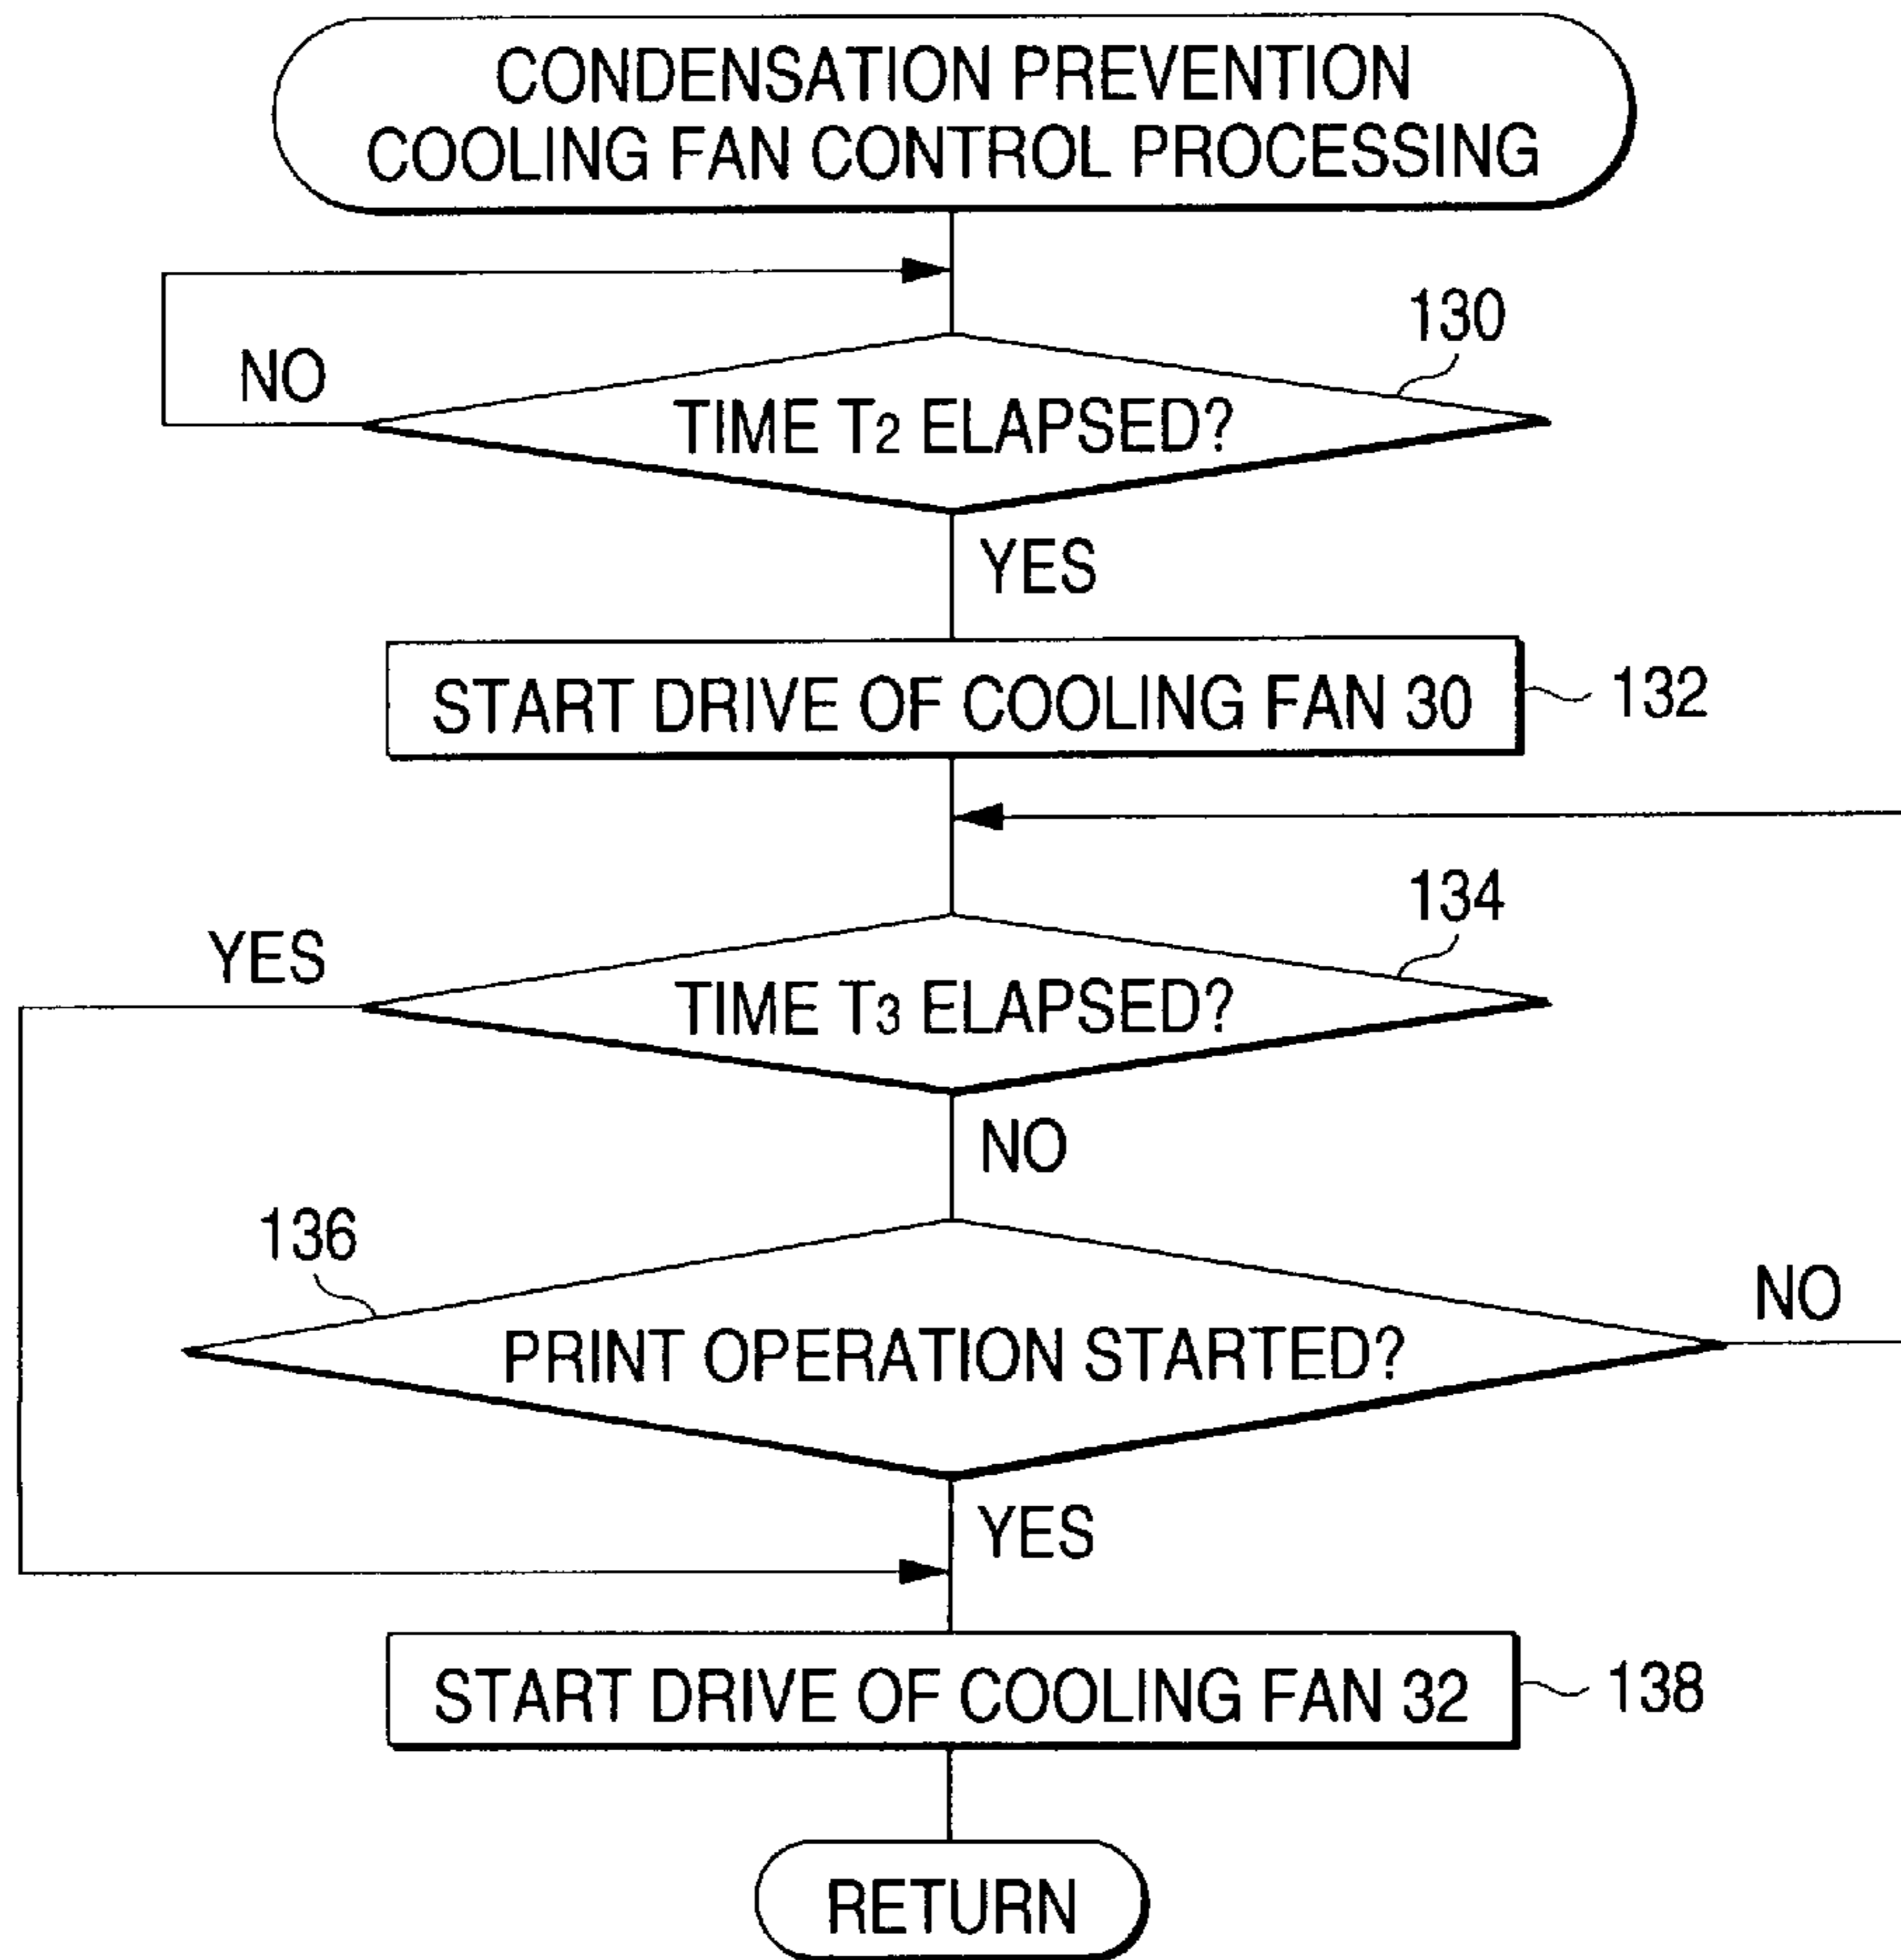 CONDENSATION PREVENTION
COOLING FAN CONTROL PROCESSING
130
NO
TIME T2 ELAPSED?
YES
START DRIVE OF COOLING FAN 30
132
134
YES
TIME T3 ELAPSED?
NO
136
NO
PRINT OPERATION STARTED?
YES
START DRIVE OF COOLING FAN 32
138
RETURN